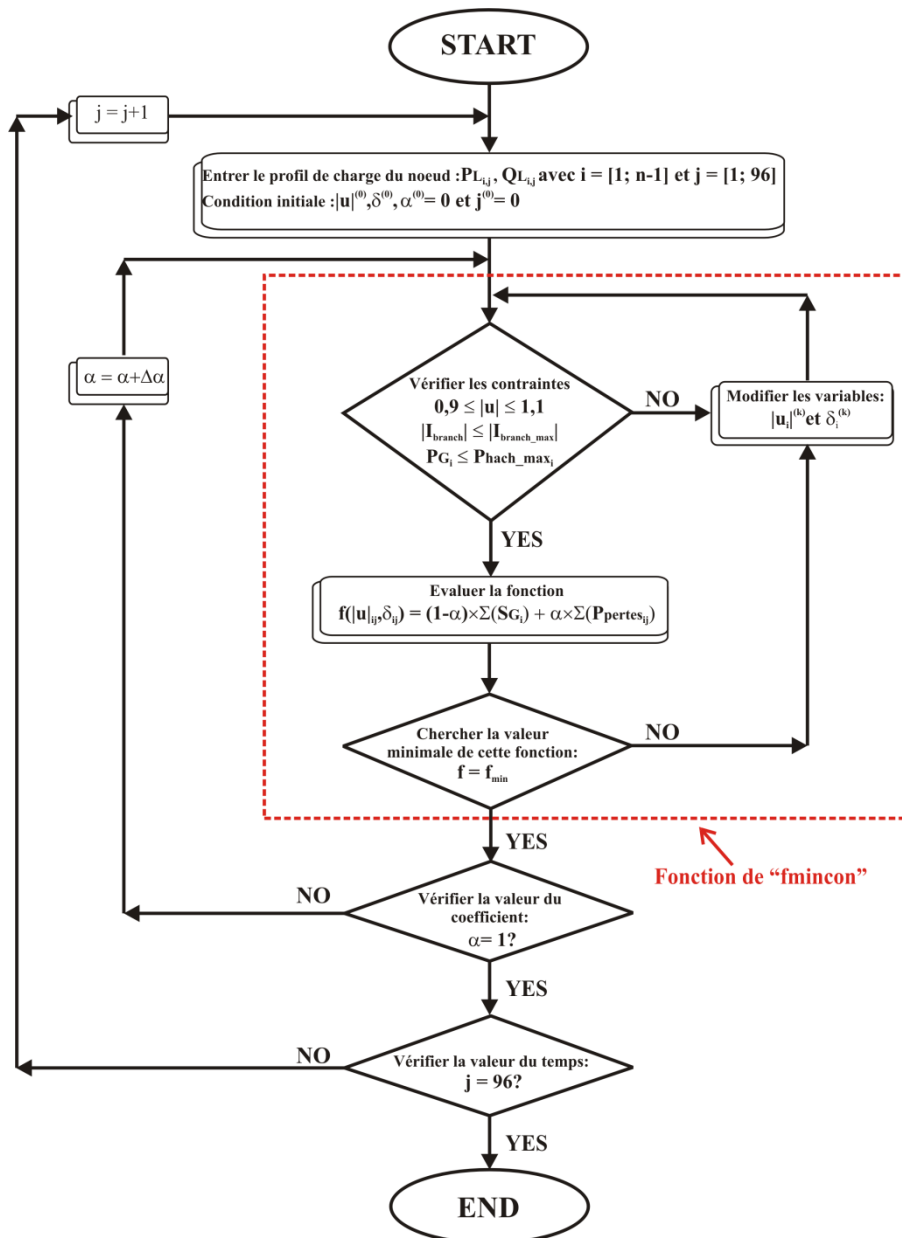 START
j = j+1
Entrer le profil de charge du noeud :PLi,j, QLi,j avec i = [1; n-1] et j = [1; 96]
Condition initiale :|u|(0),δ(0), α(0)= 0 et j(0)= 0
α = α+Δα
Vérifier les contraintes
0,9 ≤ |u| ≤ 1,1
|Ibranch| ≤ |Ibranch_max|
PGi ≤ Phach_maxi
NO
Modifier les variables:
|ui|(k) et δi(k)
YES
Evaluer la fonction
f(|u|ij,δij) = (1-α)×Σ(SGi) + α×Σ(Ppertesij)
Chercher la valeur
minimale de cette fonction:
f = fmin
NO
YES
Fonction de “fmincon”
NO
Vérifier la valeur du
coefficient:
α= 1?
YES
NO
Vérifier la valeur du temps:
j = 96?
YES
END